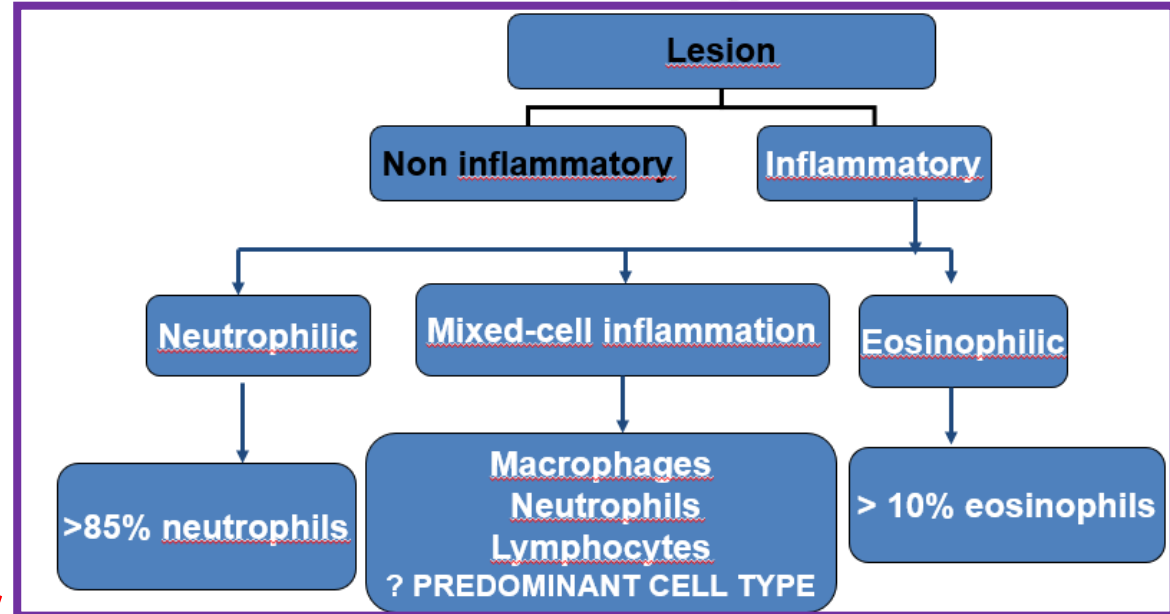 Lesion
Non inflammatory
Inflammatory
Neutrophilic
Mixed-cell inflammation
Eosinophilic
>85% neutrophils
Macrophages
Neutrophils
Lymphocytes
? PREDOMINANT CELL TYPE
> 10% eosinophils